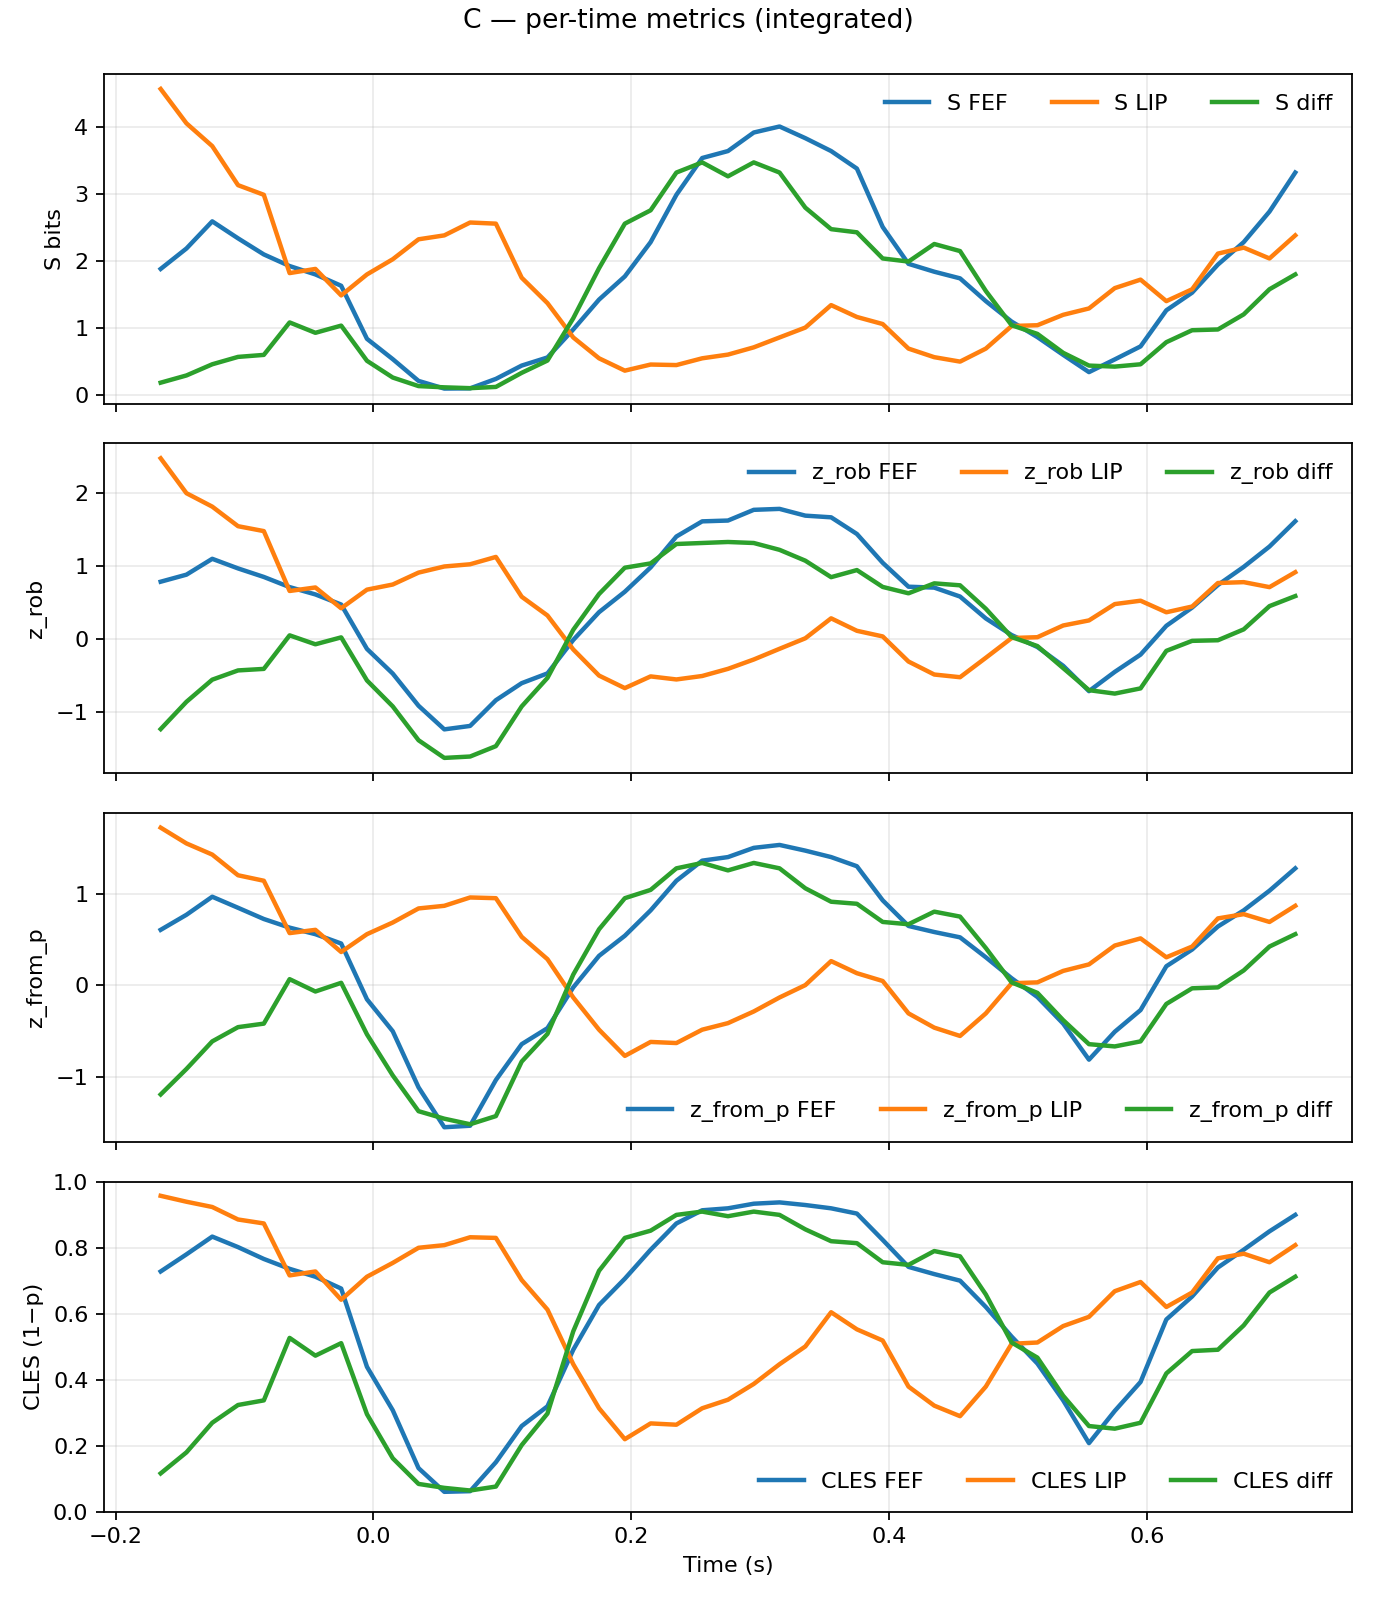 C — per-time metrics (integrated)
S FEF S LIP S diff
S bits
4
3
2
1
0
z_rob FEF z_rob LIP z_rob diff
z_rob
2
1
0
−1
z_from_p
1
0
−1
z_from_p FEF z_from_p LIP z_from_p diff
CLES (1−p)
1.0
0.8
0.6
0.4
0.2
0.0
CLES FEF CLES LIP CLES diff
−0.2 0.0 0.2 0.4 0.6
Time (s)